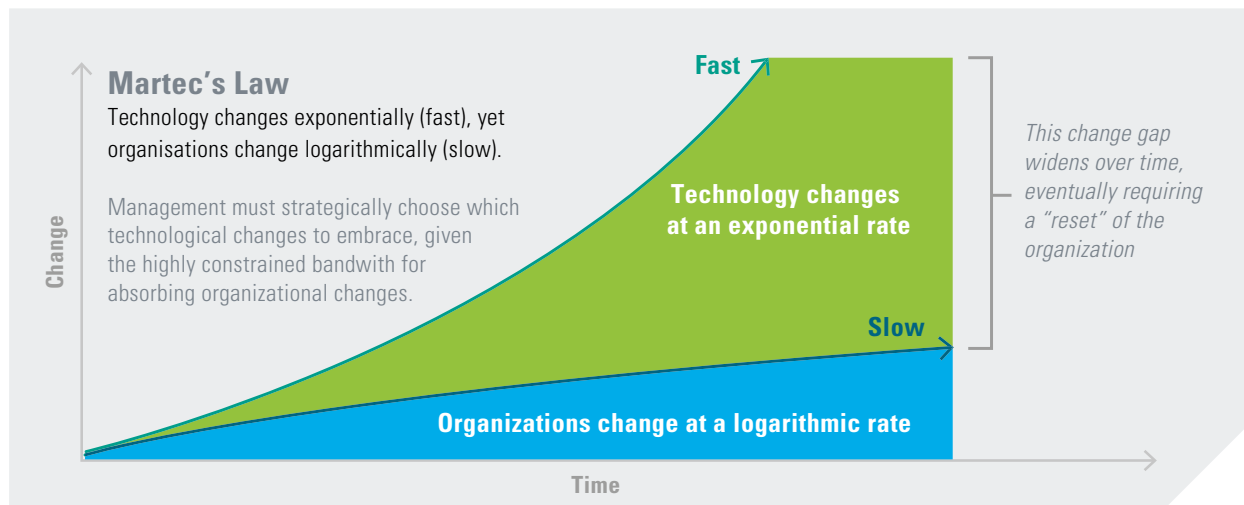 Martec's Law
Technology changes exponentially (fast), yet
organisations change logarithmically (slow).
Management must strategically choose which
technological changes to embrace, given
the highly constrained bandwith for
absorbing organizational changes.
Change
Fast
Technology changes
at an exponential rate
Slow
Organizations change at a logarithmic rate
Time
This change gap
widens over time,
eventually requiring
a “reset” of the
organization